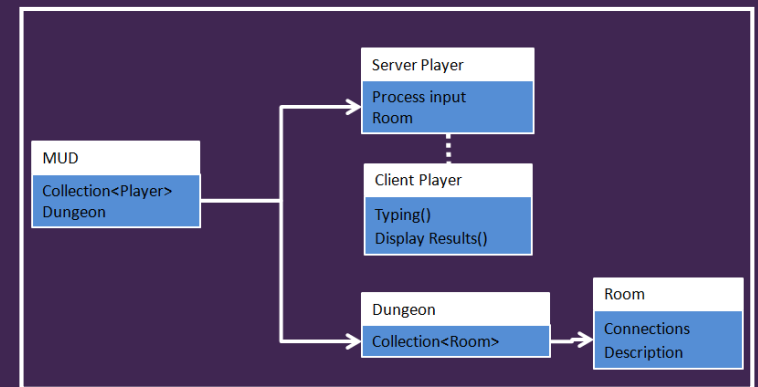 MUD
Collection<Player>
Dungeon
Server Player
Process input
Room
Client Player
Typing()
Display Results()
Dungeon
Collection<Room>
Room
Connections
Description